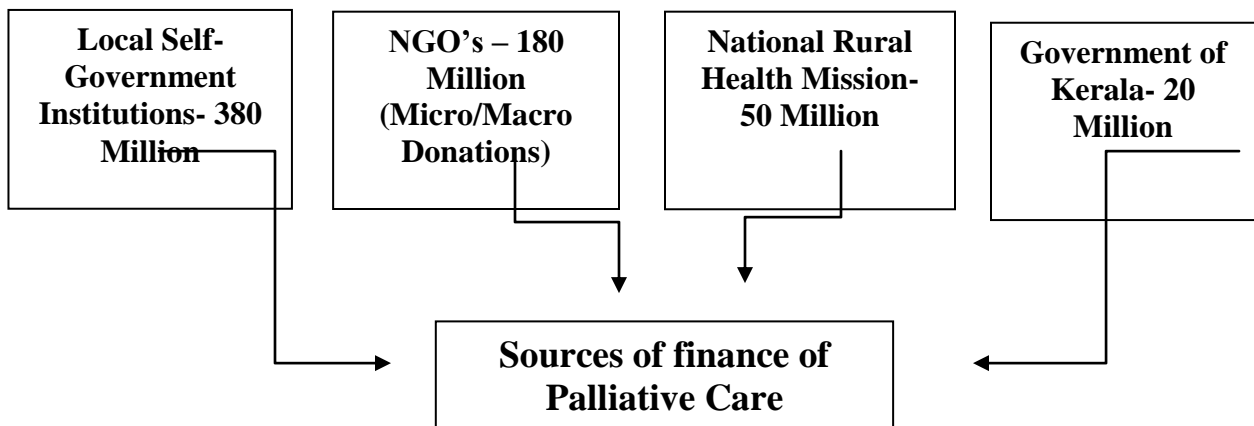 Local Self-
Government
Institutions- 380
Million
NGO’s – 180
Million
(Micro/Macro
Donations)
National Rural
Health Mission-
50 Million
Government of
Kerala- 20
Million
Sources of finance of
Palliative Care